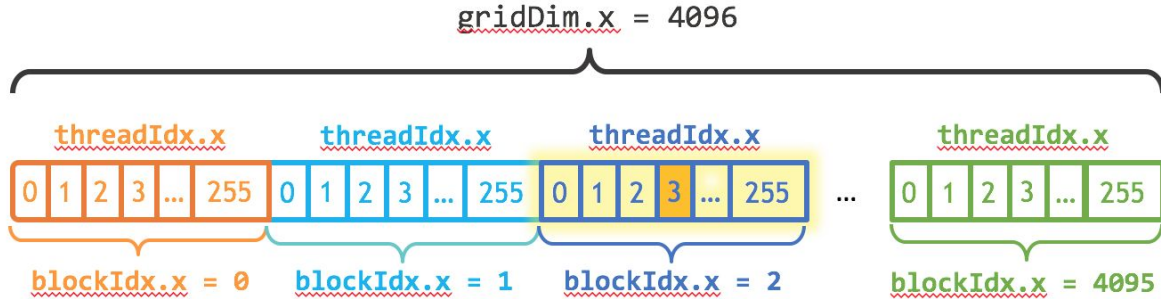 gridDim.x = 4096
threadIdx.x threadIdx.x threadIdx.x threadIdx.x
0 1 2 3 ... 255 0 1 2 3 ... 255 0 1 2 3 ... 255 ... 0 1 2 3 ... 255
blockIdx.x = 0 blockIdx.x = 1 blockIdx.x = 2 blockIdx.x = 4095